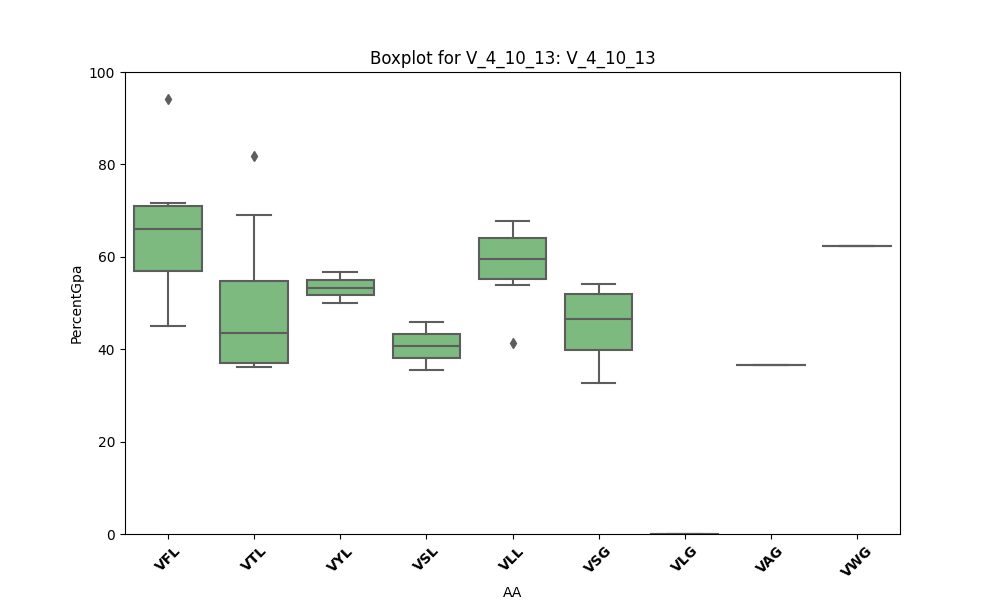 Boxplot for V_4_10_13: V_4_10_13
100
80
60
40
20
0
PercentGpa
VFL VTL VYL VSL VLL VSG VLG VAG VWG
AA